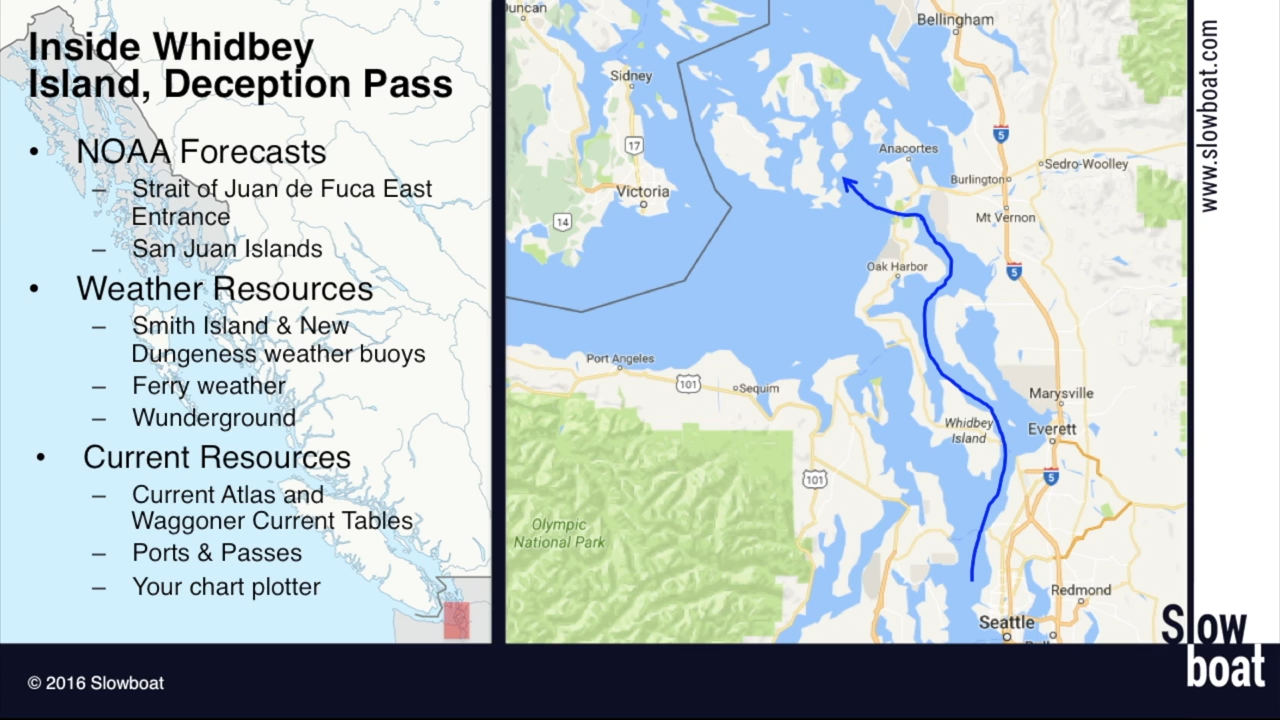 Inside Whidbey
Island, Deception Pass
• NOAA Forecasts
– Strait of Juan de Fuca East
Entrance
– San Juan Islands
• Weather Resources
– Smith Island & New
Dungeness weather buoys
– Ferry weather
– Wunderground
• Current Resources
– Current Atlas and
Waggoner Current Tables
– Ports & Passes
– Your chart plotter
Duncan
Bellingham
Sidney
17
5
Anacortes
Sedro-Woolley
Victoria
Burlington
14
Mt Vernon
Oak Harbor
5
Port Angeles
101
Sequim
Marysville
Whidbey
Island
Everett
101
5
Olympic
National Park
Redmond
Seattle
www.slowboat.com
Slow
boat
© 2016 Slowboat